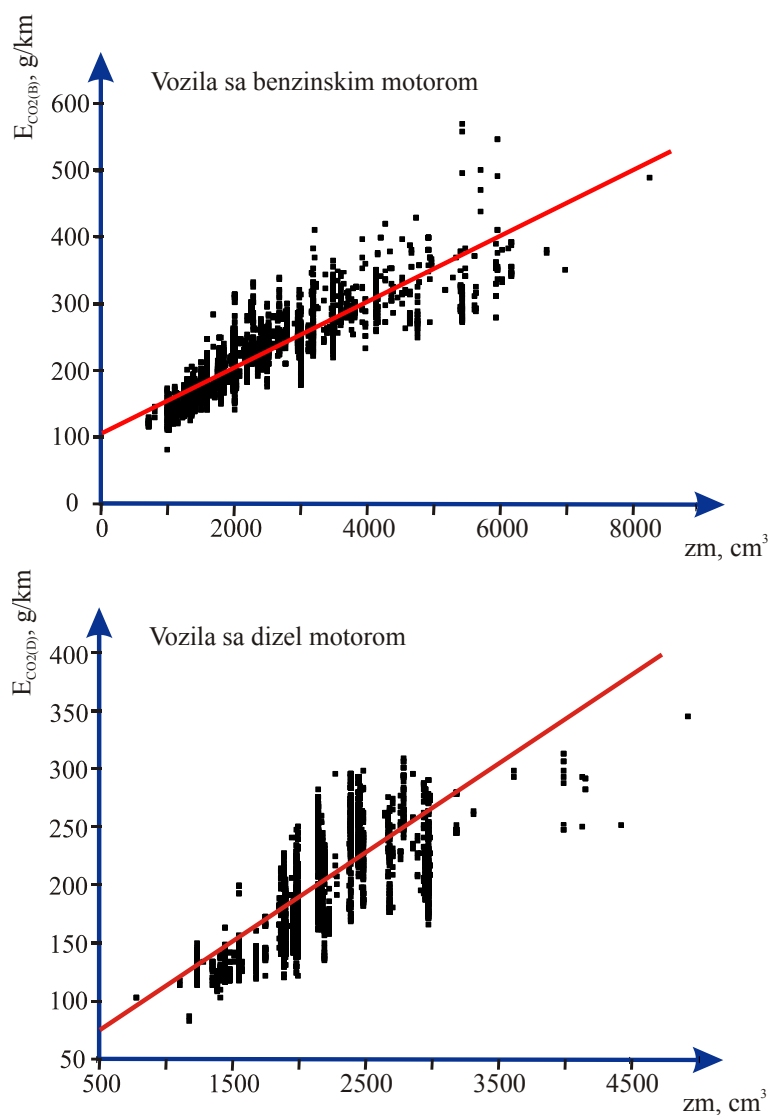 E_CO2(B), g/km
Vozila sa benzinskim motorom
600
500
400
300
200
100
0
0 2000 4000 6000 8000
zm, cm³
E_CO2(D), g/km
Vozila sa dizel motorom
400
350
300
250
200
150
100
50
500 1500 2500 3500 4500
zm, cm³